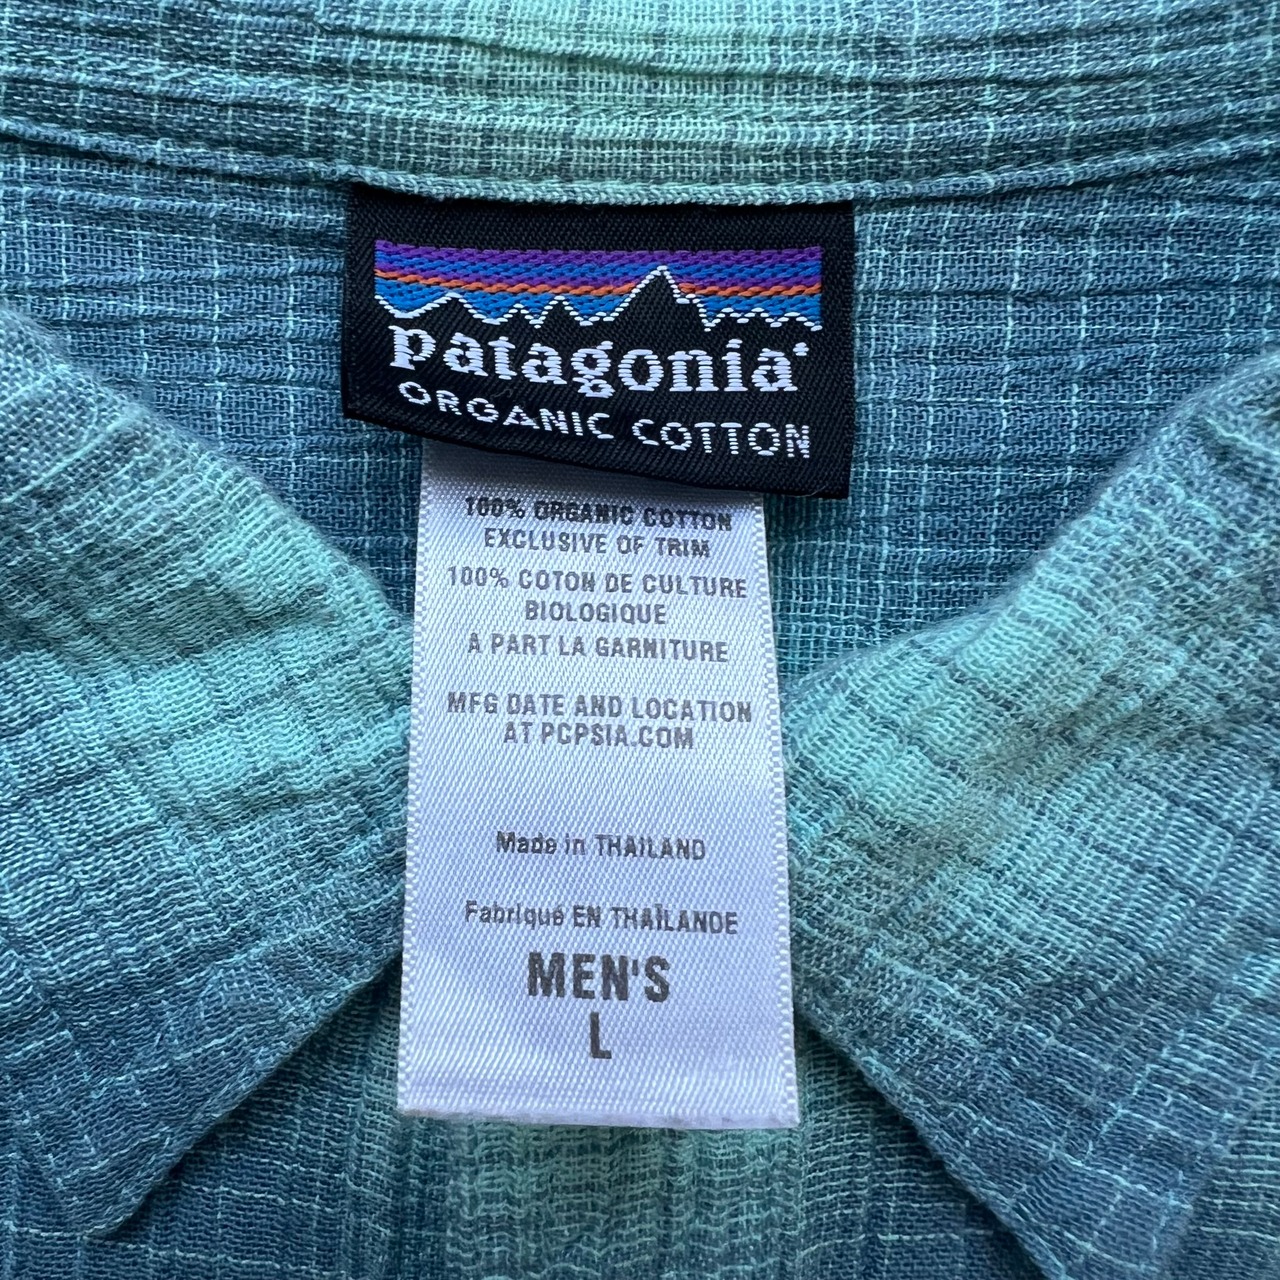 patagonia®
ORGANIC COTTON
100% ORGANIC COTTON
EXCLUSIVE OF TRIM
100% COTON DE CULTURE
BIOLOGIQUE
À PART LA GARNITURE
MFG DATE AND LOCATION
AT PCPSIA.COM
Made in THAILAND
Fabriqué EN THAÏLANDE
MEN'S
L